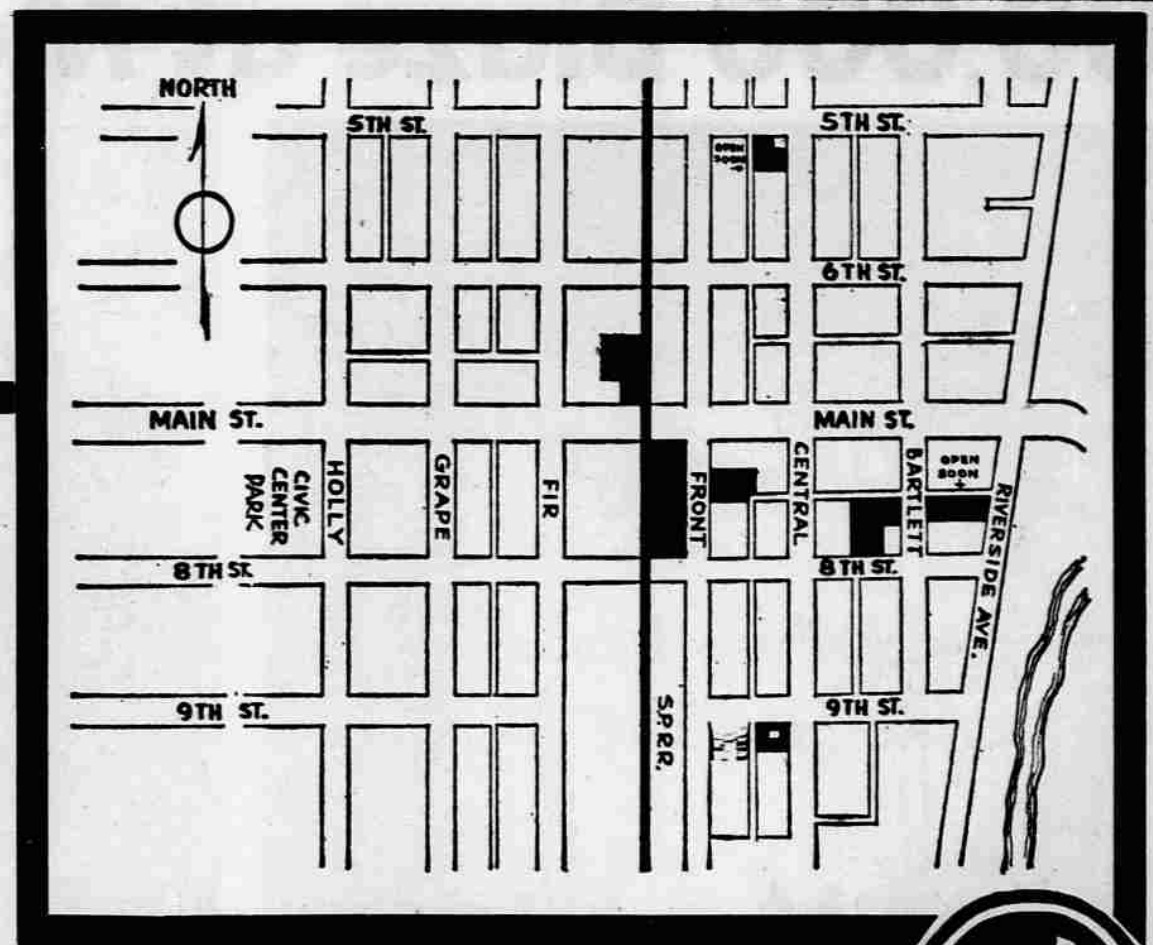 NORTH
5TH ST.
5TH ST.
OPEN
SOON
6TH ST.
MAIN ST.
MAIN ST.
CIVIC
CENTER
PARK
HOLLY
GRAPE
FIR
FRONT
CENTRAL
BARTLETT
OPEN
SOON
RIVERSIDE AVE.
8TH ST.
8TH ST.
9TH ST.
S.P.R.R.
9TH ST.